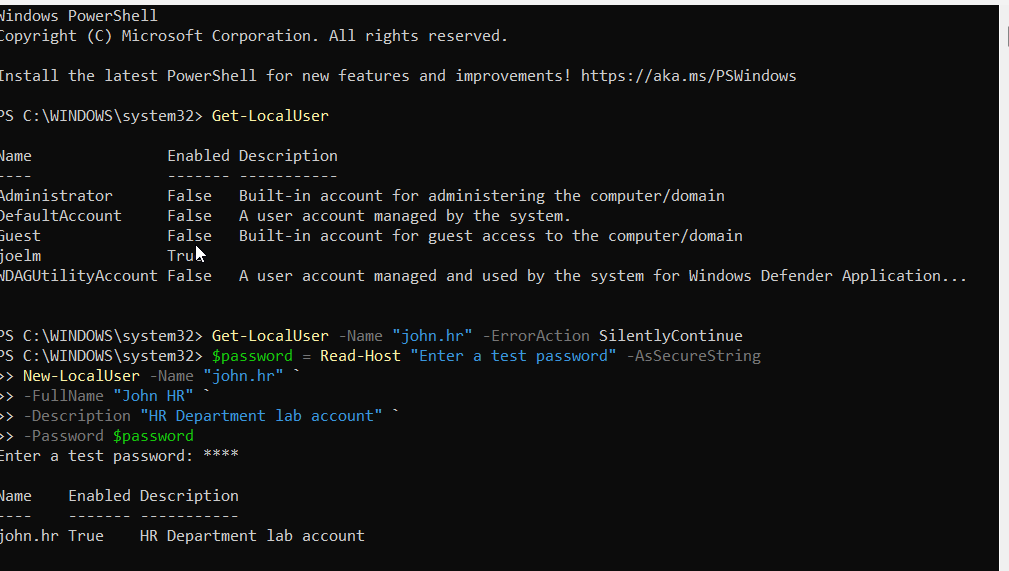 Windows PowerShell
Copyright (C) Microsoft Corporation. All rights reserved.
Install the latest PowerShell for new features and improvements! https://aka.ms/PSWindows
PS C:\WINDOWS\system32> Get-LocalUser
Name Enabled Description
---- ------- -----------
Administrator False Built-in account for administering the computer/domain
DefaultAccount False A user account managed by the system.
Guest False Built-in account for guest access to the computer/domain
joelm True
WDAGUtilityAccount False A user account managed and used by the system for Windows Defender Application...
PS C:\WINDOWS\system32> Get-LocalUser -Name "john.hr" -ErrorAction SilentlyContinue
PS C:\WINDOWS\system32> $password = Read-Host "Enter a test password" -AsSecureString
>> New-LocalUser -Name "john.hr" `
>> -FullName "John HR" `
>> -Description "HR Department lab account" `
>> -Password $password
Enter a test password: ****
Name Enabled Description
---- ------- -----------
john.hr True HR Department lab account